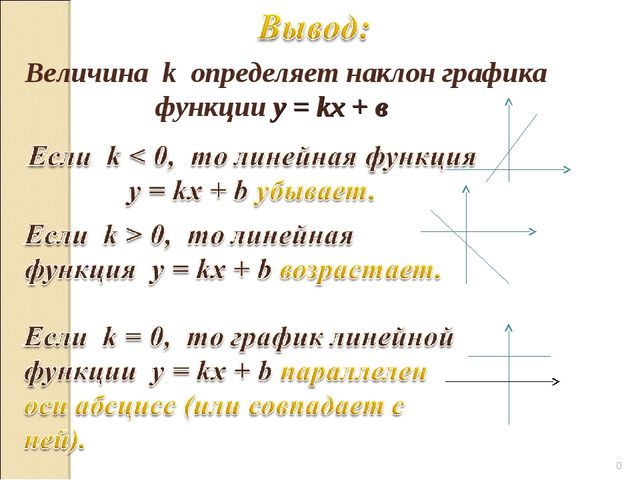 Вывод:
Величина k определяет наклон графика
функции у = kх + в
Если k < 0, то линейная функция
y = kx + b убывает.
Если k > 0, то линейная
функция y = kx + b возрастает.
Если k = 0, то график линейной
функции y = kx + b параллелен
оси абсцисс (или совпадает с
ней).
0